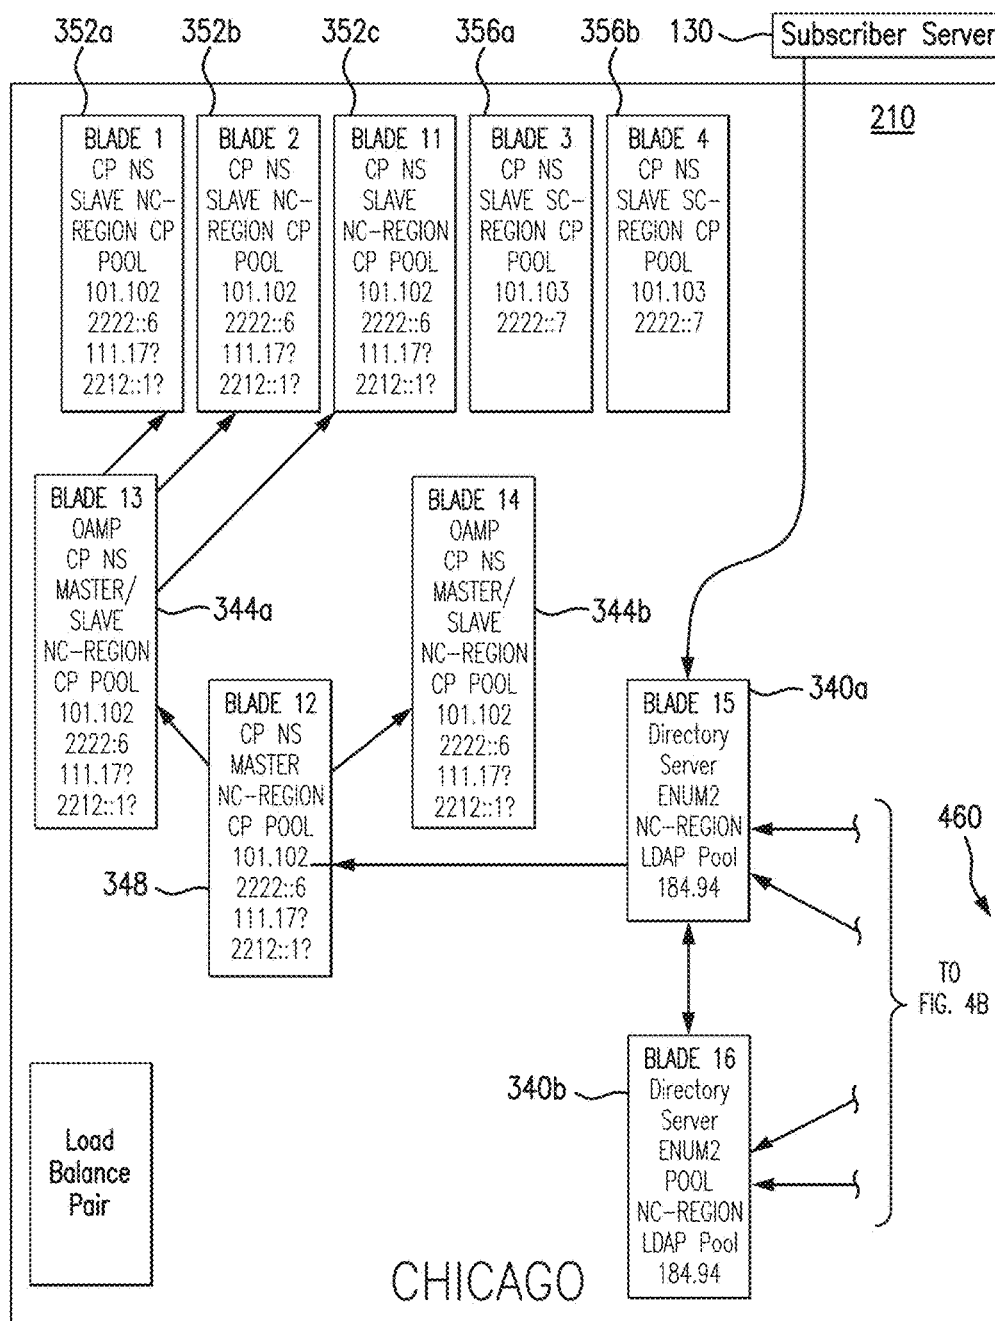 352a
352b
352c
356a
356b
130
Subscriber Server
210
BLADE 1
CP NS
SLAVE NC-
REGION CP
POOL
101.102
2222::6
111.17?
2212::1?
BLADE 2
CP NS
SLAVE NC-
REGION CP
POOL
101.102
2222::6
111.17?
2212::1?
BLADE 11
CP NS
SLAVE
NC-REGION
CP POOL
101.102
2222::6
111.17?
2212::1?
BLADE 3
CP NS
SLAVE SC-
REGION CP
POOL
101.103
2222::7
BLADE 4
CP NS
SLAVE SC-
REGION CP
POOL
101.103
2222::7
BLADE 13
OAMP
CP NS
MASTER/
SLAVE
NC-REGION
CP POOL
101.102
2222:6
111.17?
2212::1?
344a
BLADE 14
OAMP
CP NS
MASTER/
SLAVE
NC-REGION
CP POOL
101.102
2222::6
111.17?
2212::1?
344b
BLADE 12
CP NS
MASTER
NC-REGION
CP POOL
101.102
2222::6
111.17?
2212::1?
348
340a
BLADE 15
Directory
Server
ENUM2
NC-REGION
LDAP Pool
184.94
460
TO
FIG. 4B
340b
BLADE 16
Directory
Server
ENUM2
POOL
NC-REGION
LDAP Pool
184.94
Load
Balance
Pair
CHICAGO